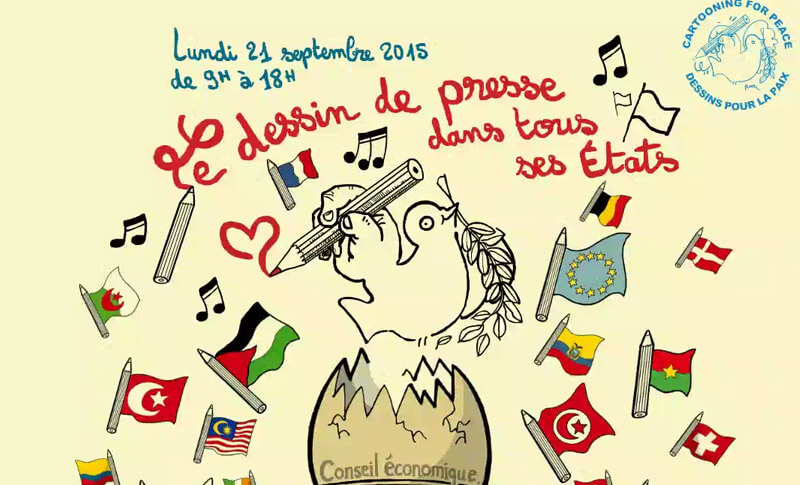 Lundi 21 septembre 2015
de 9H à 18H
Le dessin de presse
dans tous
ses États
CARTOONING FOR PEACE
DESSINS POUR LA PAIX
Conseil économique,